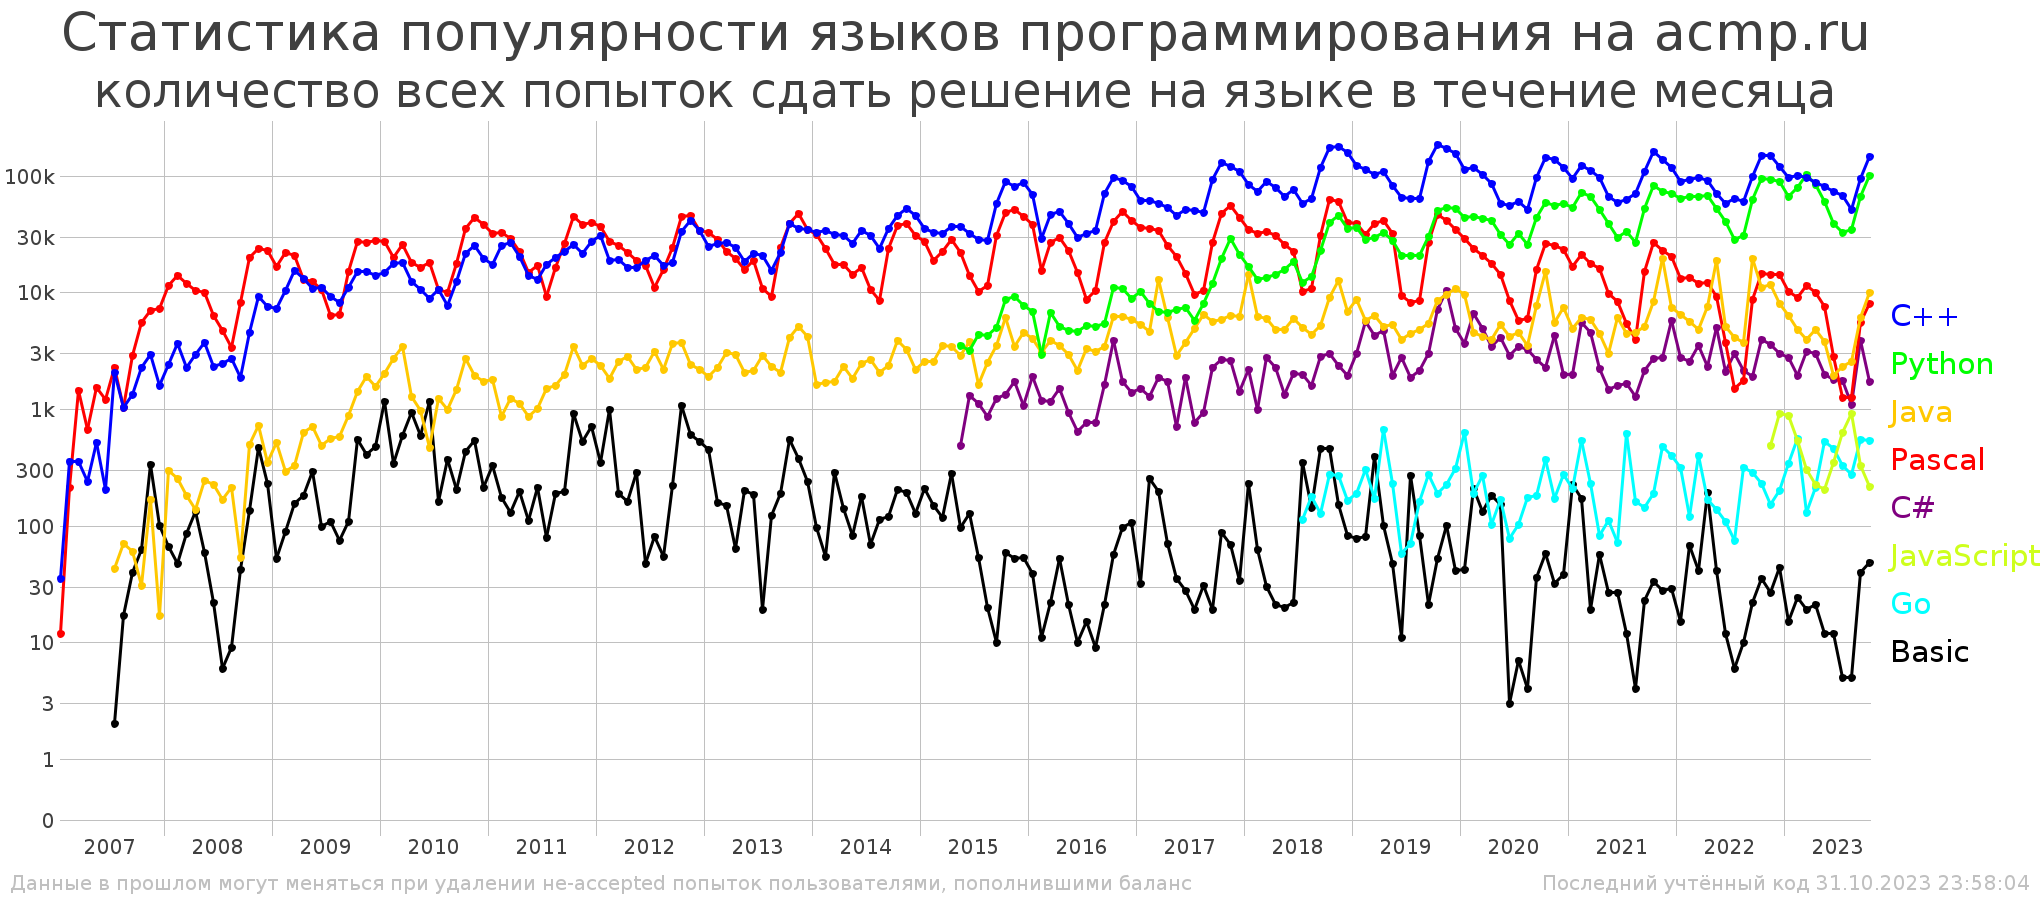 Статистика популярности языков программирования на acmp.ru
количество всех попыток сдать решение на языке в течение месяца
100k
30k
10k
3k
1k
300
100
30
10
3
1
0
C++
Python
Java
Pascal
C#
JavaScript
Go
Basic
2007 2008 2009 2010 2011 2012 2013 2014 2015 2016 2017 2018 2019 2020 2021 2022 2023
Данные в прошлом могут меняться при удалении не-accepted попыток пользователями, пополнившими баланс
Последний учтённый код 31.10.2023 23:58:04